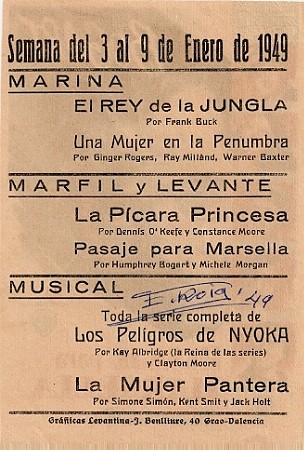 Semana del 3 al 9 de Enero de 1949
MARINA
El REY de la JUNGLA
Por Frank Buck
Una Mujer en la Penumbra
Por Ginger Rogers, Ray Milland, Warner Baxter
MARFIL y LEVANTE
La Pícara Princesa
Por Dennis O'Keefe y Constance Moore
Pasaje para Marsella
Por Humphrey Bogart y Michele Morgan
MUSICAL
'49
Toda la serie completa de
Los Peligros de NYOKA
Por Kay Albridge (la Reina de las series)
y Clayton Moore
La Mujer Pantera
Por Simone Simón, Kent Smit y Jack Holt
Gráficas Levantina-J. Benlliure, 40 Grao-Valencia